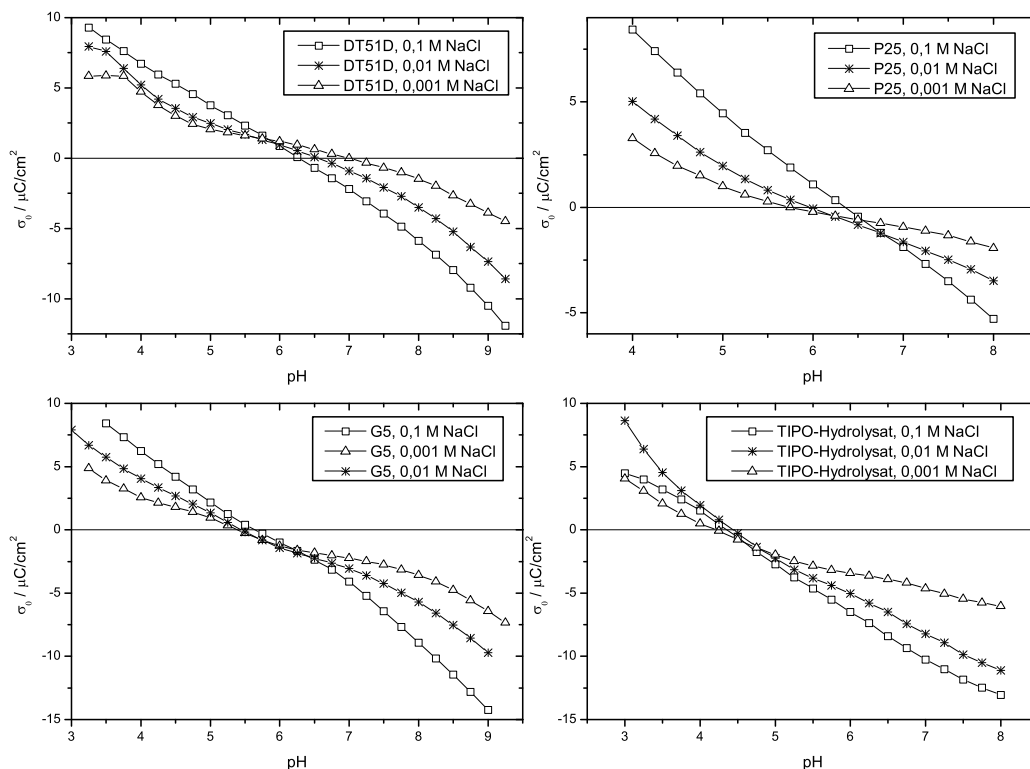 10
5
0
-5
-10
3
4
5
6
7
8
9
σ₀ / µC/cm²
pH
DT51D, 0,1 M NaCl
DT51D, 0,01 M NaCl
DT51D, 0,001 M NaCl
5
0
-5
4
5
6
7
8
σ₀ / µC/cm²
pH
P25, 0,1 M NaCl
P25, 0,01 M NaCl
P25, 0,001 M NaCl
10
5
0
-5
-10
-15
3
4
5
6
7
8
9
σ₀ / µC/cm²
pH
G5, 0,1 M NaCl
G5, 0,001 M NaCl
G5, 0,01 M NaCl
10
5
0
-5
-10
-15
3
4
5
6
7
8
σ₀ / µC/cm²
pH
TIPO-Hydrolysat, 0,1 M NaCl
TIPO-Hydrolysat, 0,01 M NaCl
TIPO-Hydrolysat, 0,001 M NaCl